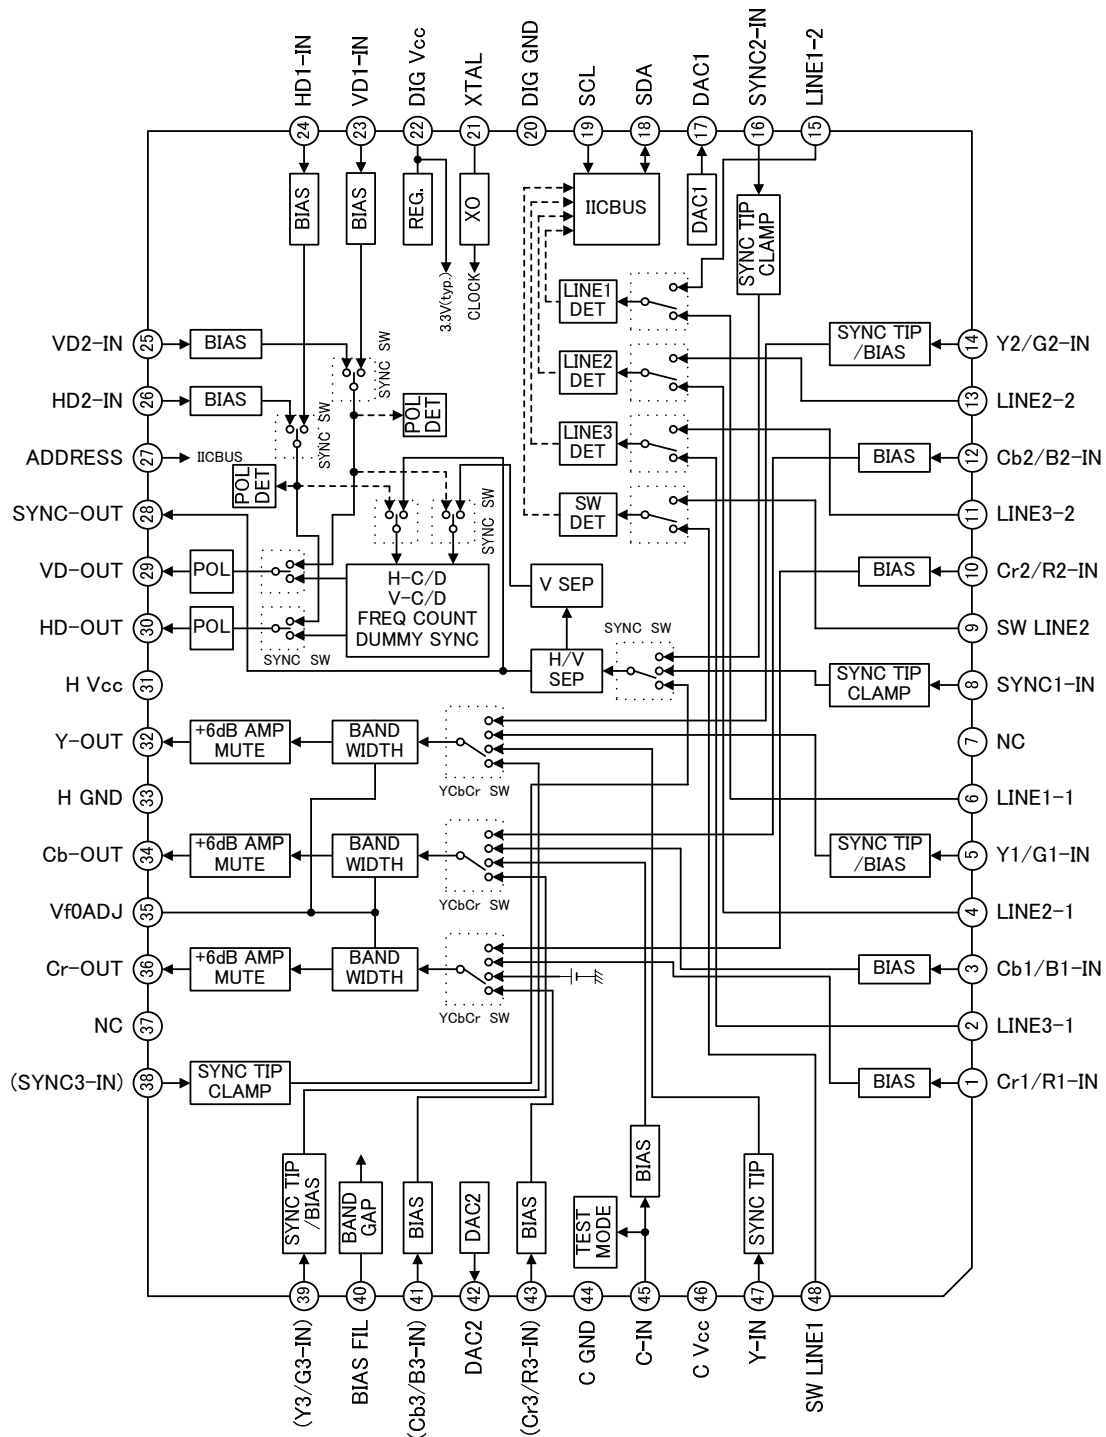 HD1-IN
VD1-IN
DIG Vcc
XTAL
DIG GND
SCL
SDA
DAC1
SYNC2-IN
LINE1-2
24
23
22
21
20
19
18
17
16
15
BIAS
BIAS
REG.
XO
IICBUS
DAC1
SYNC TIP
CLAMP
3.3V(typ.)
CLOCK
LINE1
DET
VD2-IN
25
BIAS
SYNC SW
LINE2
DET
SYNC TIP
/BIAS
14
Y2/G2-IN
HD2-IN
26
BIAS
SYNC SW
POL
DET
13
LINE2-2
ADDRESS
27
IICBUS
POL
DET
LINE3
DET
BIAS
12
Cb2/B2-IN
SYNC-OUT
28
SYNC SW
SW
DET
11
LINE3-2
VD-OUT
29
POL
H-C/D
V-C/D
FREQ COUNT
DUMMY SYNC
V SEP
BIAS
10
Cr2/R2-IN
HD-OUT
30
POL
SYNC SW
SYNC SW
9
SW LINE2
H Vcc
31
H/V
SEP
SYNC TIP
CLAMP
8
SYNC1-IN
Y-OUT
32
+6dB AMP
MUTE
BAND
WIDTH
YCbCr SW
7
NC
H GND
33
6
LINE1-1
Cb-OUT
34
+6dB AMP
MUTE
BAND
WIDTH
YCbCr SW
SYNC TIP
/BIAS
5
Y1/G1-IN
Vf0ADJ
35
4
LINE2-1
Cr-OUT
36
+6dB AMP
MUTE
BAND
WIDTH
YCbCr SW
BIAS
3
Cb1/B1-IN
NC
37
2
LINE3-1
(SYNC3-IN)
38
SYNC TIP
CLAMP
BIAS
1
Cr1/R1-IN
SYNC TIP
/BIAS
BAND
GAP
BIAS
DAC2
BIAS
TEST
MODE
BIAS
SYNC TIP
39
40
41
42
43
44
45
46
47
48
(Y3/G3-IN)
BIAS FIL
(Cb3/B3-IN)
DAC2
(Cr3/R3-IN)
C GND
C-IN
C Vcc
Y-IN
SW LINE1